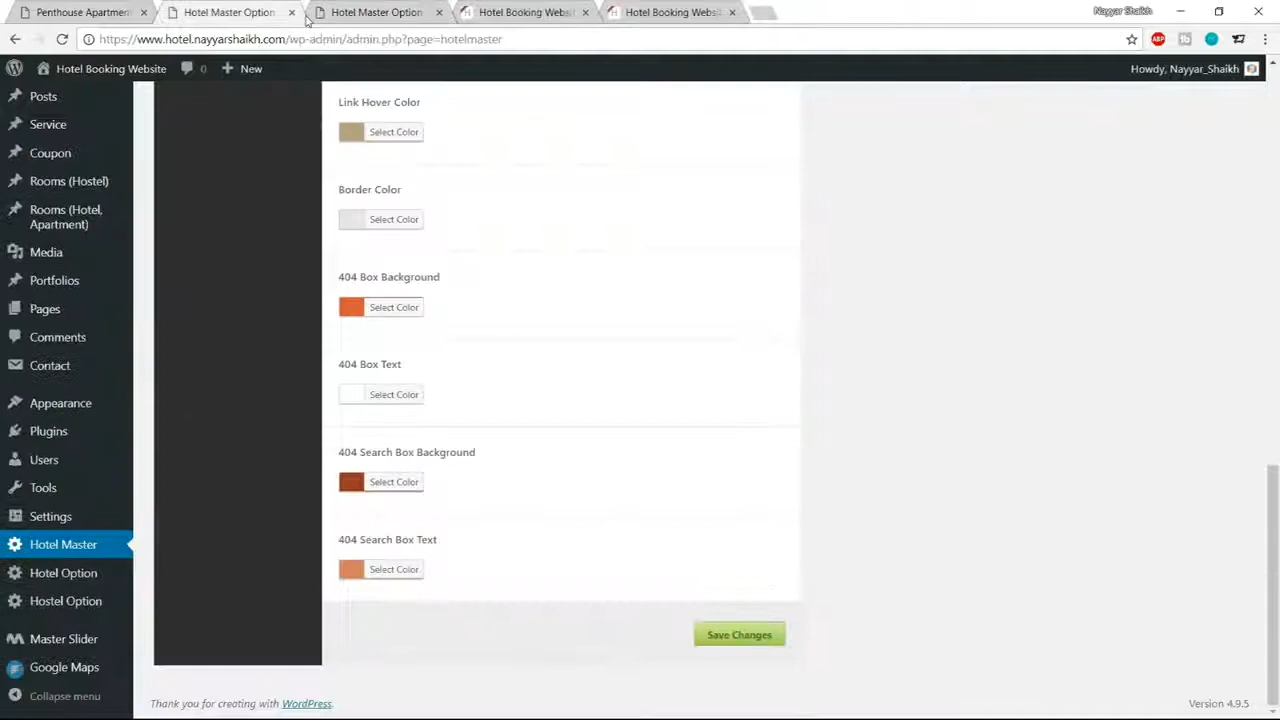 Penthouse Apartmen
Hotel Master Option
Hotel Master Option
Hotel Booking Websit
Hotel Booking Websit
Nayyar Shaikh
https://www.hotel.nayyarshaikh.com/wp-admin/admin.php?page=hotelmaster
ABP
Hotel Booking Website
0
New
Howdy, Nayyar_Shaikh
Posts
Service
Coupon
Rooms (Hostel)
Rooms (Hotel,
Apartment)
Media
Portfolios
Pages
Comments
Contact
Appearance
Plugins
Users
Tools
Settings
Hotel Master
Hotel Option
Hostel Option
Master Slider
Google Maps
Collapse menu
Link Hover Color
Select Color
Border Color
Select Color
404 Box Background
Select Color
404 Box Text
Select Color
404 Search Box Background
Select Color
404 Search Box Text
Select Color
Save Changes
Thank you for creating with WordPress.
Version 4.9.5